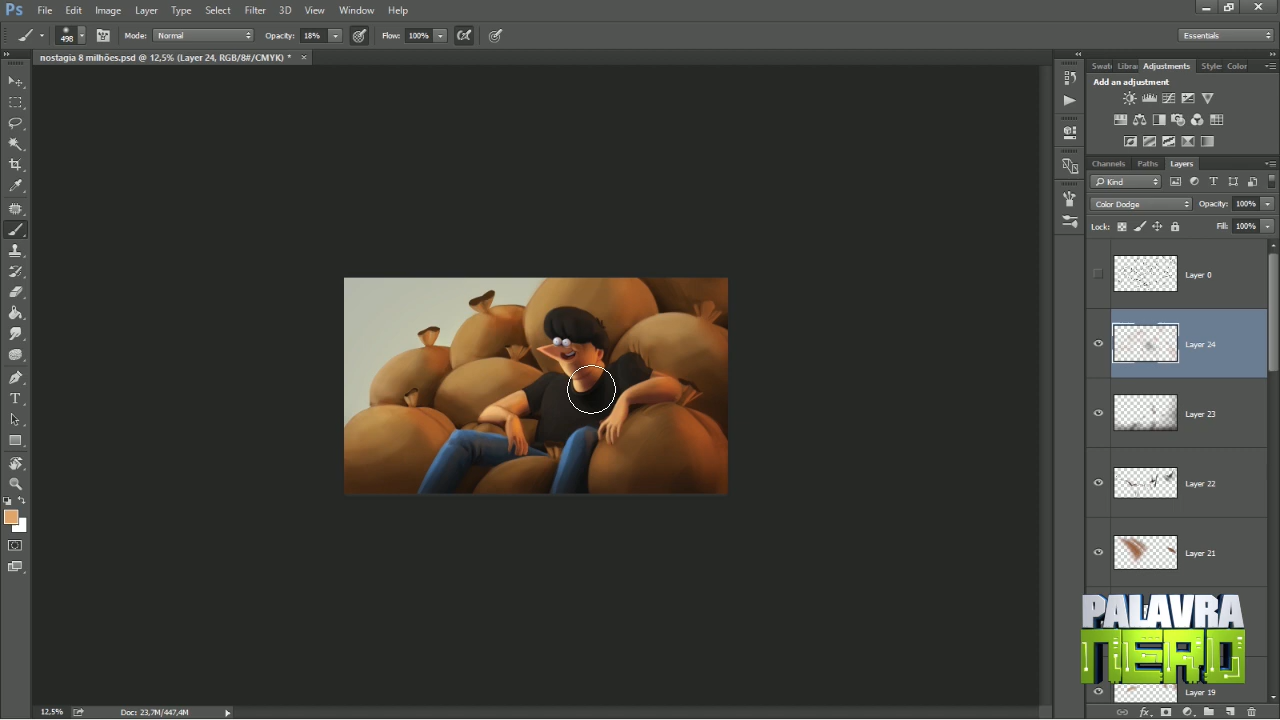 Ps File Edit Image Layer Type Select Filter 3D View Window Help
498 Mode: Normal Opacity: 18% Flow: 100% Essentials
nostagia 8 milhões.psd @ 12,5% (Layer 24, RGB/8#/CMYK) *
Swat Librar Adjustments Style Color
Add an adjustment
Channels Paths Layers
Kind
Color Dodge Opacity: 100%
Lock: Fill: 100%
Layer 0
Layer 24
Layer 23
Layer 22
Layer 21
PALAVRA
NERD
Layer 19
12,5% Doc: 23,7M/447,4M